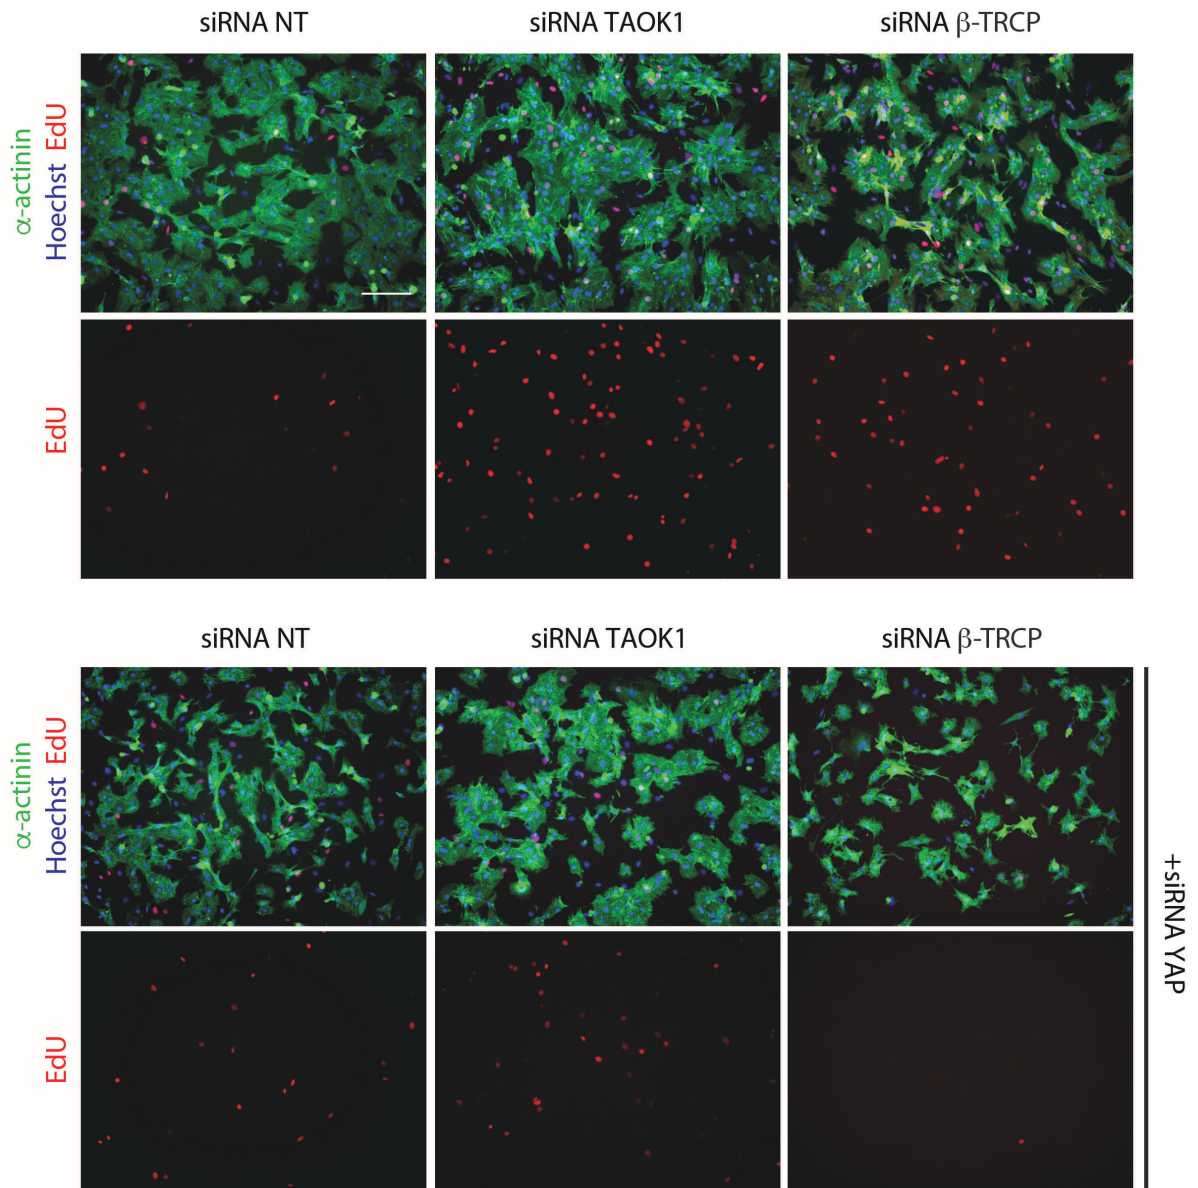 siRNA NT
siRNA TAOK1
siRNA β-TRCP
α-actinin
Hoechst EdU
EdU
siRNA NT
siRNA TAOK1
siRNA β-TRCP
α-actinin
Hoechst EdU
EdU
+siRNA YAP